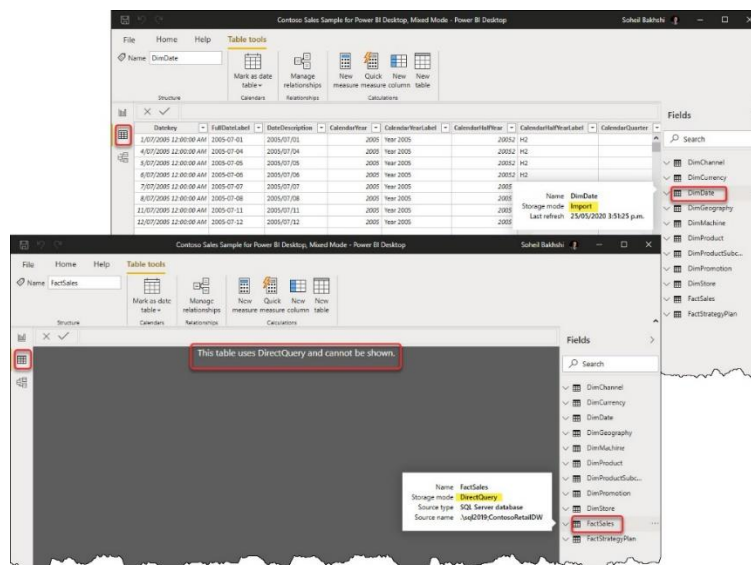 Contoso Sales Sample for Power BI Desktop, Mixed Mode - Power BI Desktop Soheil Bakhshi
File Home Help Table tools
Name DimDate
Mark as date table
Manage relationships
New measure
Quick measure
New column
New table
Structure Calendars Relationships Calculations
Fields
Search
Datekey FullDateLabel DateDescription CalendarYear CalendarYearLabel CalendarHalfYear CalendarHalfYearLabel CalendarQuarter
1/07/2005 12:00:00 AM 2005-07-01 2005/07/01 2005 Year 2005 20052 H2
4/07/2005 12:00:00 AM 2005-07-04 2005/07/04 2005 Year 2005 20052 H2
5/07/2005 12:00:00 AM 2005-07-05 2005/07/05 2005 Year 2005 20052 H2
6/07/2005 12:00:00 AM 2005-07-06 2005/07/06 2005 Year 2005 20052 H2
7/07/2005 12:00:00 AM 2005-07-07 2005/07/07 2005 Year 2005
8/07/2005 12:00:00 AM 2005-07-08 2005/07/08 2005 Year 2005
11/07/2005 12:00:00 AM 2005-07-11 2005/07/11 2005 Year 2005
12/07/2005 12:00:00 AM 2005-07-12 2005/07/12 2005 Year 2005
Name DimDate
Storage mode Import
Last refresh 25/05/2020 3:51:25 p.m.
DimChannel
DimCurrency
DimDate
DimGeography
DimMachine
DimProduct
DimProductSubc...
DimPromotion
DimStore
FactSales
FactStrategyPlan
Contoso Sales Sample for Power BI Desktop, Mixed Mode - Power BI Desktop Soheil Bakhshi
File Home Help Table tools
Name FactSales
Mark as date table
Manage relationships
New measure
Quick measure
New column
New table
Structure Calendars Relationships Calculations
This table uses DirectQuery and cannot be shown.
Fields
Search
DimChannel
DimCurrency
DimDate
DimGeography
DimMachine
DimProduct
DimProductSubc...
DimPromotion
DimStore
FactSales
FactStrategyPlan
Name FactSales
Storage mode DirectQuery
Source type SQL Server database
Source name .\sql2019;ContosoRetailDW